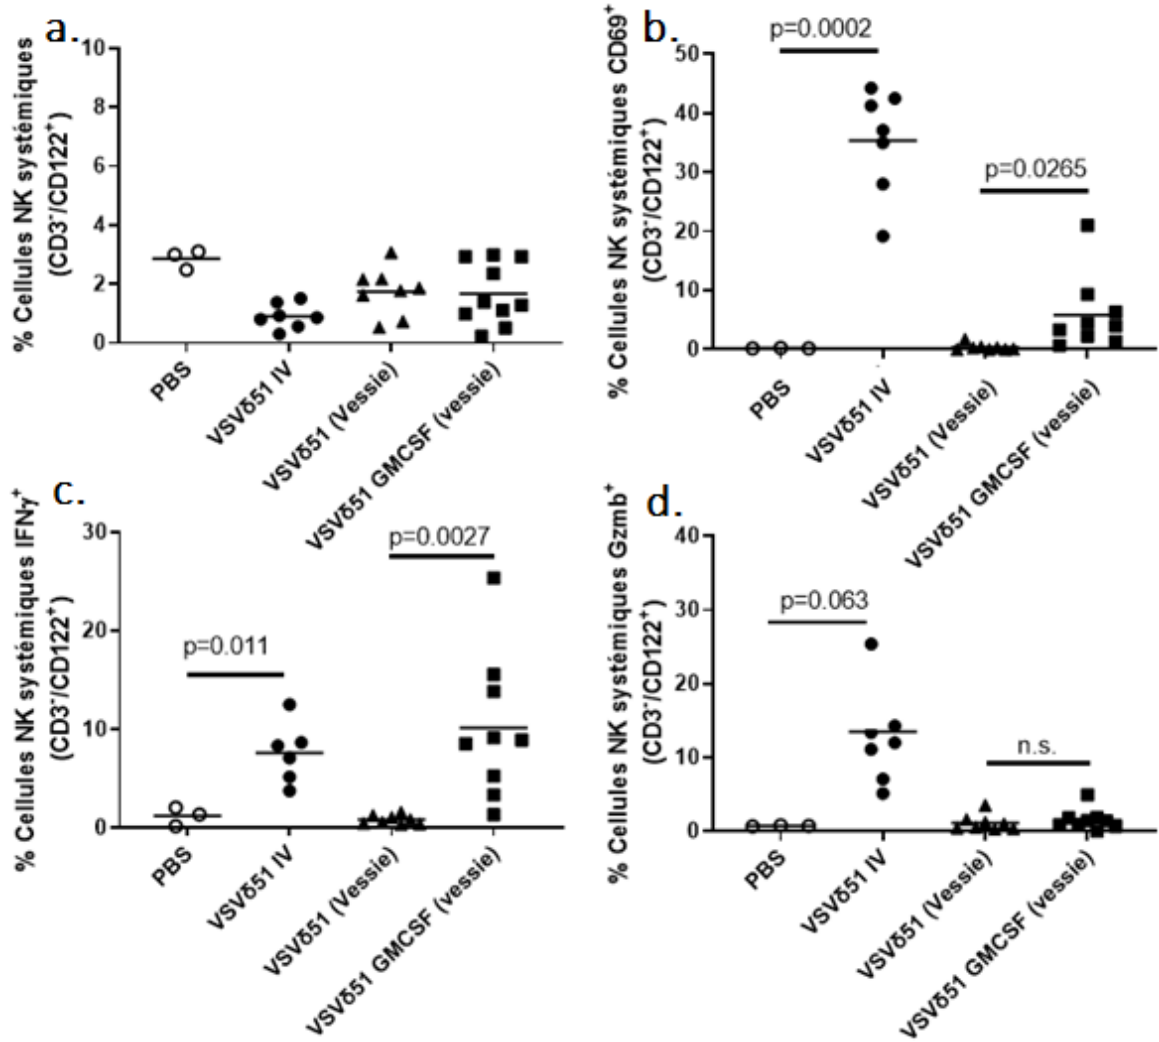 a.
% Cellules NK systémiques
(CD3⁻/CD122⁺)
10
8
6
4
2
0
PBS
VSVδ51 IV
VSVδ51 (Vessie)
VSVδ51 GMCSF (vessie)
b.
% Cellules NK systémiques CD69⁺
(CD3⁻/CD122⁺)
p=0.0002
p=0.0265
50
40
30
20
10
0
PBS
VSVδ51 IV
VSVδ51 (Vessie)
VSVδ51 GMCSF (vessie)
c.
% Cellules NK systémiques IFNγ⁺
(CD3⁻/CD122⁺)
p=0.0027
p=0.011
30
20
10
0
PBS
VSVδ51 IV
VSVδ51 (Vessie)
VSVδ51 GMCSF (vessie)
d.
% Cellules NK systémiques Gzmb⁺
(CD3⁻/CD122⁺)
p=0.063
n.s.
40
30
20
10
0
PBS
VSVδ51 IV
VSVδ51 (Vessie)
VSVδ51 GMCSF (vessie)